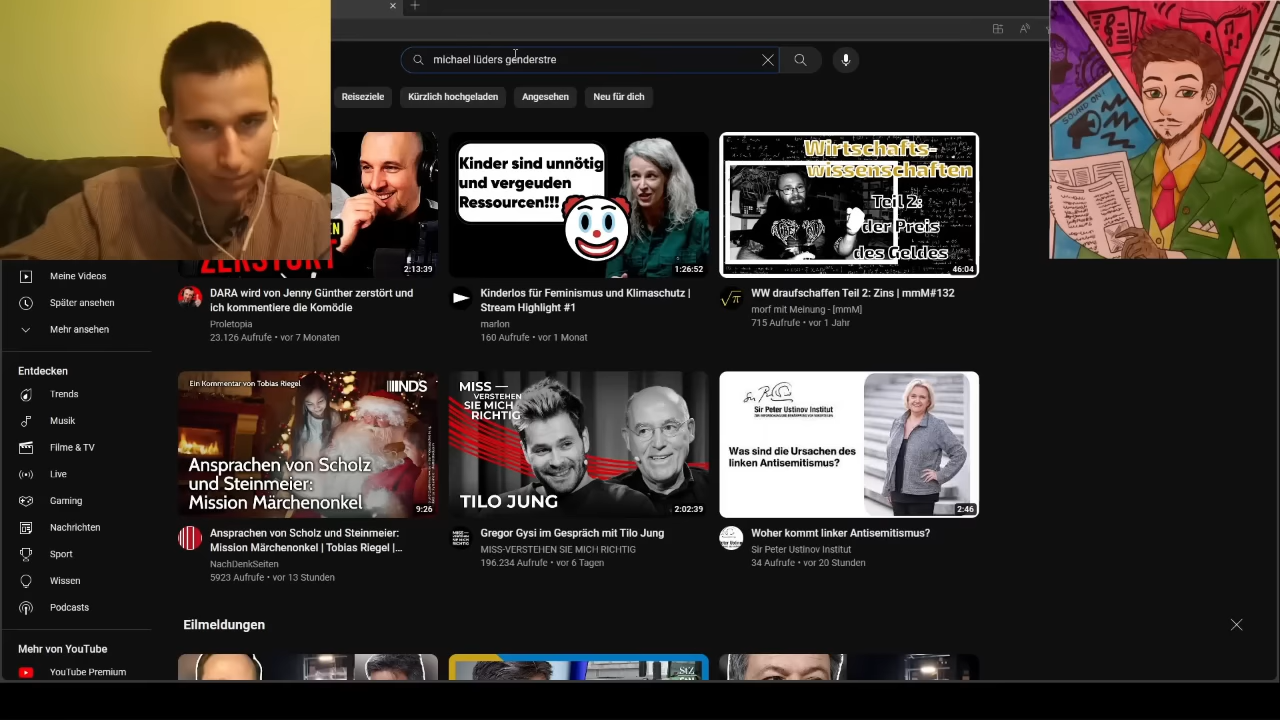 michael lüders genderstre
Reiseziele
Kürzlich hochgeladen
Angesehen
Neu für dich
SOUND ON!
ZERSTÖRT
2:13:39
Kinder sind unnötig
und vergeuden
Ressourcen!!!
1:26:52
Wirtschafts-
wissenschaften
Teil 2:
der Preis
des Geldes
46:04
Meine Videos
Später ansehen
Mehr ansehen
DARA wird von Jenny Günther zerstört und
ich kommentiere die Komödie
Proletopia
23.126 Aufrufe • vor 7 Monaten
Kinderlos für Feminismus und Klimaschutz |
Stream Highlight #1
marlon
160 Aufrufe • vor 1 Monat
WW draufschaffen Teil 2: Zins | mmM#132
morf mit Meinung - [mmM]
715 Aufrufe • vor 1 Jahr
Entdecken
Trends
Musik
Filme & TV
Live
Gaming
Nachrichten
Sport
Wissen
Podcasts
Ein Kommentar von Tobias Riegel
NDS
Ansprachen von Scholz
und Steinmeier:
Mission Märchenonkel
9:26
MISS—
VERSTEHEN
SIE MICH
RICHTIG
TILO JUNG
2:02:39
Sir Peter Ustinov Institut
Was sind die Ursachen des
linken Antisemitismus?
2:46
Ansprachen von Scholz und Steinmeier:
Mission Märchenonkel | Tobias Riegel |...
NachDenkSeiten
5923 Aufrufe • vor 13 Stunden
Gregor Gysi im Gespräch mit Tilo Jung
MISS-VERSTEHEN SIE MICH RICHTIG
196.234 Aufrufe • vor 6 Tagen
Woher kommt linker Antisemitismus?
Sir Peter Ustinov Institut
34 Aufrufe • vor 20 Stunden
Eilmeldungen
Mehr von YouTube
YouTube Premium
StZ